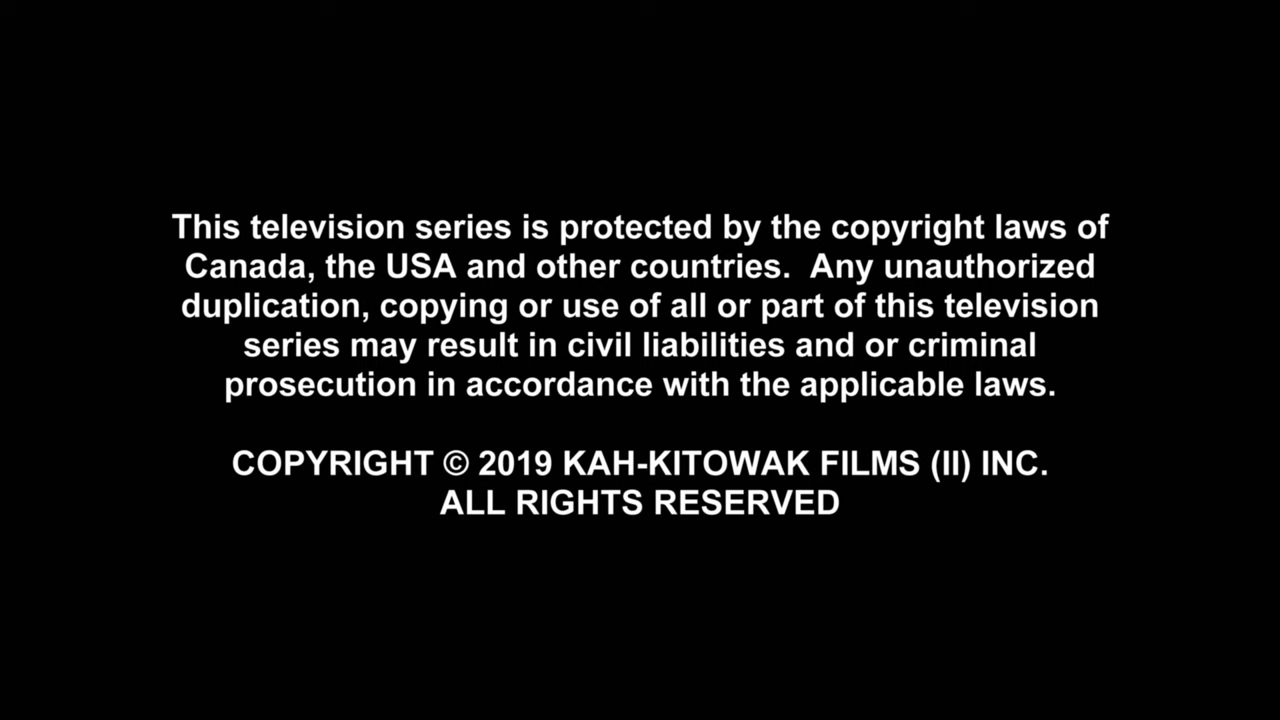 This television series is protected by the copyright laws of
Canada, the USA and other countries.  Any unauthorized
duplication, copying or use of all or part of this television
series may result in civil liabilities and or criminal
prosecution in accordance with the applicable laws.
COPYRIGHT © 2019 KAH-KITOWAK FILMS (II) INC.
ALL RIGHTS RESERVED